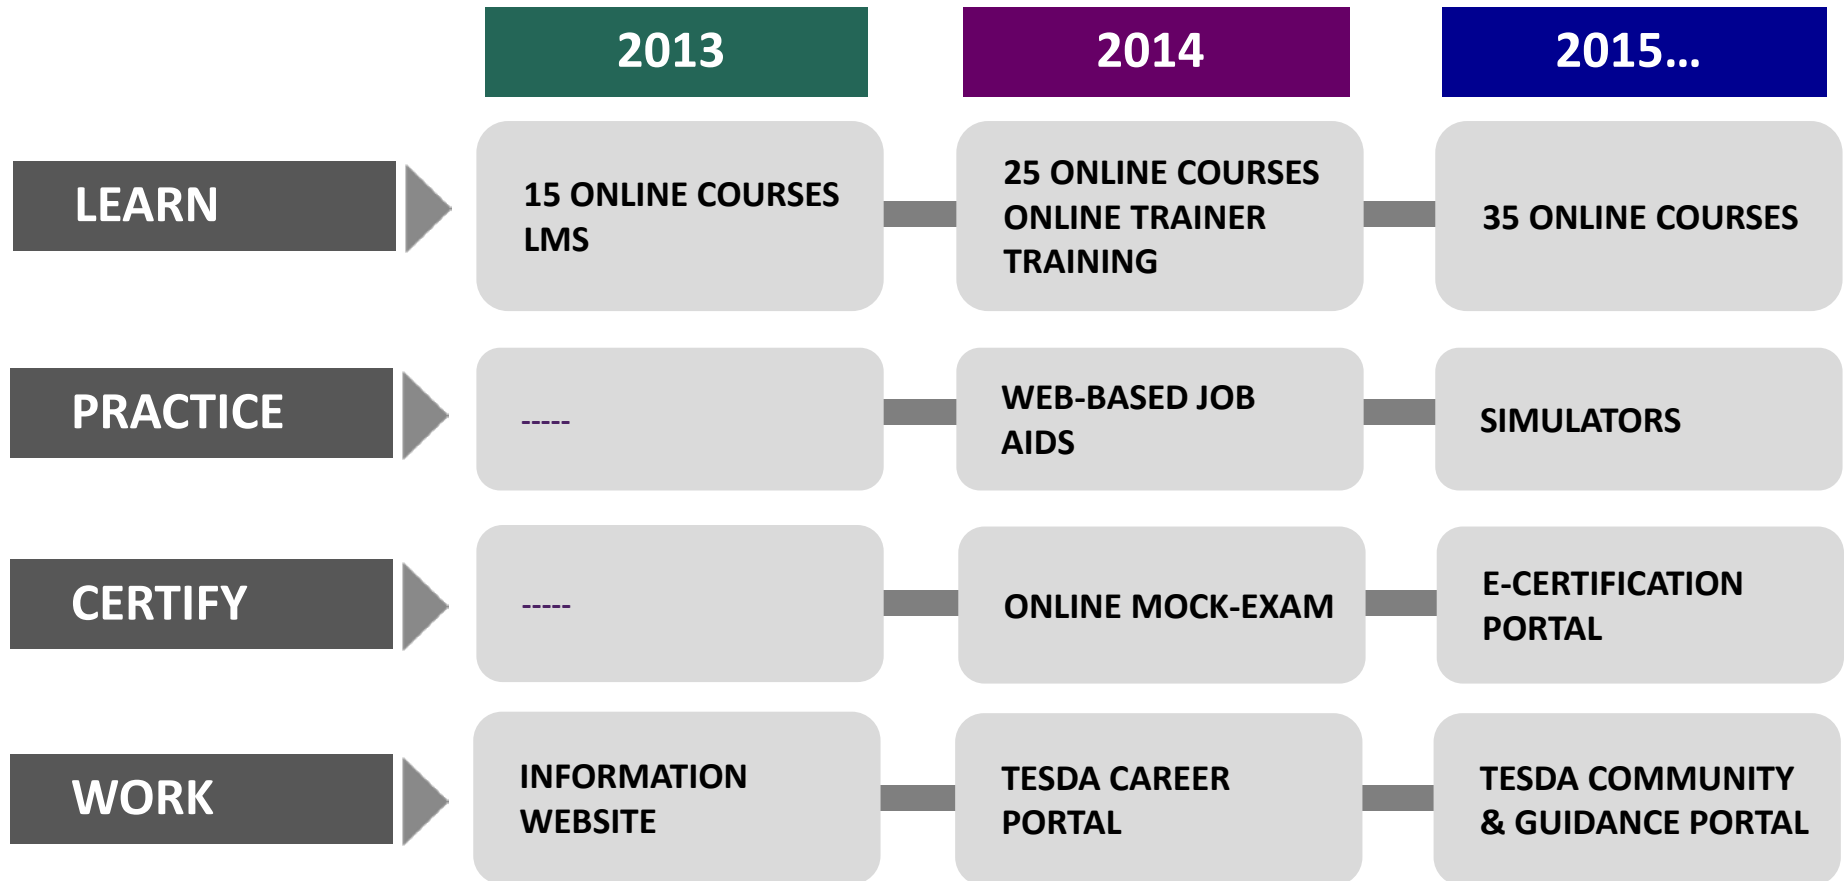 2013
2014
2015...
LEARN
15 ONLINE COURSES
LMS
25 ONLINE COURSES
ONLINE TRAINER
TRAINING
35 ONLINE COURSES
PRACTICE
-----
WEB-BASED JOB
AIDS
SIMULATORS
CERTIFY
-----
ONLINE MOCK-EXAM
E-CERTIFICATION
PORTAL
WORK
INFORMATION
WEBSITE
TESDA CAREER
PORTAL
TESDA COMMUNITY
& GUIDANCE PORTAL